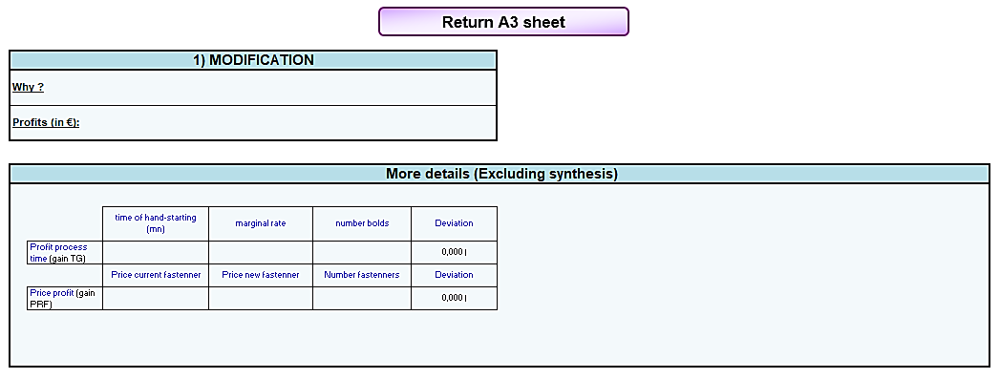 Return A3 sheet
1) MODIFICATION
Why ?
Profits (in €):
More details (Excluding synthesis)
time of hand-starting
(mn)
marginal rate
number bolds
Deviation
Profit process
time (gain TG)
0,000 |
Price current fastenner
Price new fastenner
Number fastenners
Deviation
Price profit (gain
PRF)
0,000 |